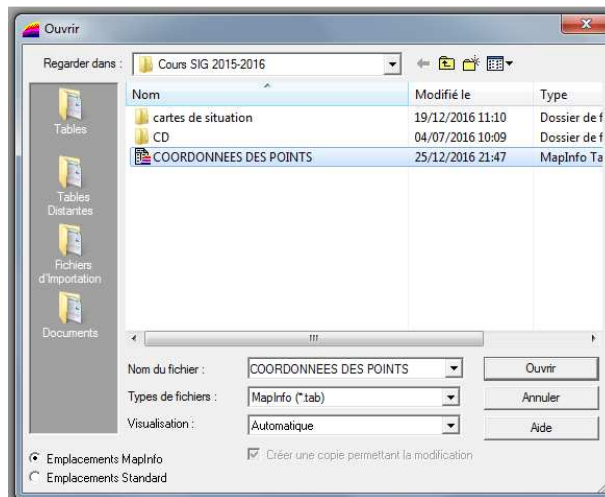 Ouvrir
Regarder dans : Cours SIG 2015-2016
Nom Modifié le Type
cartes de situation 19/12/2016 11:10 Dossier de f
CD 04/07/2016 10:09 Dossier de f
COORDONNEES DES POINTS 25/12/2016 21:47 MapInfo Ta
Tables
Tables
Distantes
Fichiers
d'Importation
Documents
Nom du fichier : COORDONNEES DES POINTS Ouvrir
Types de fichiers : MapInfo (*.tab) Annuler
Visualisation : Automatique Aide
Créer une copie permettant la modification
Emplacements MapInfo
Emplacements Standard